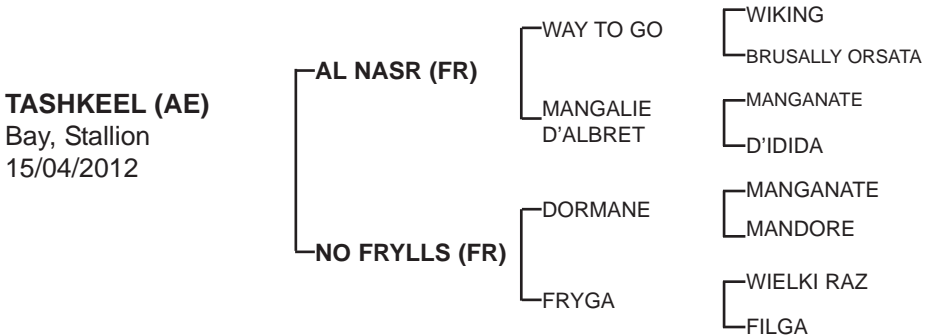 TASHKEEL (AE)
Bay, Stallion
15/04/2012
AL NASR (FR)
NO FRYLLS (FR)
WAY TO GO
MANGALIE
D'ALBRET
DORMANE
FRYGA
WIKING
BRUSALLY ORSATA
MANGANATE
D'IDIDA
MANGANATE
MANDORE
WIELKI RAZ
FILGA